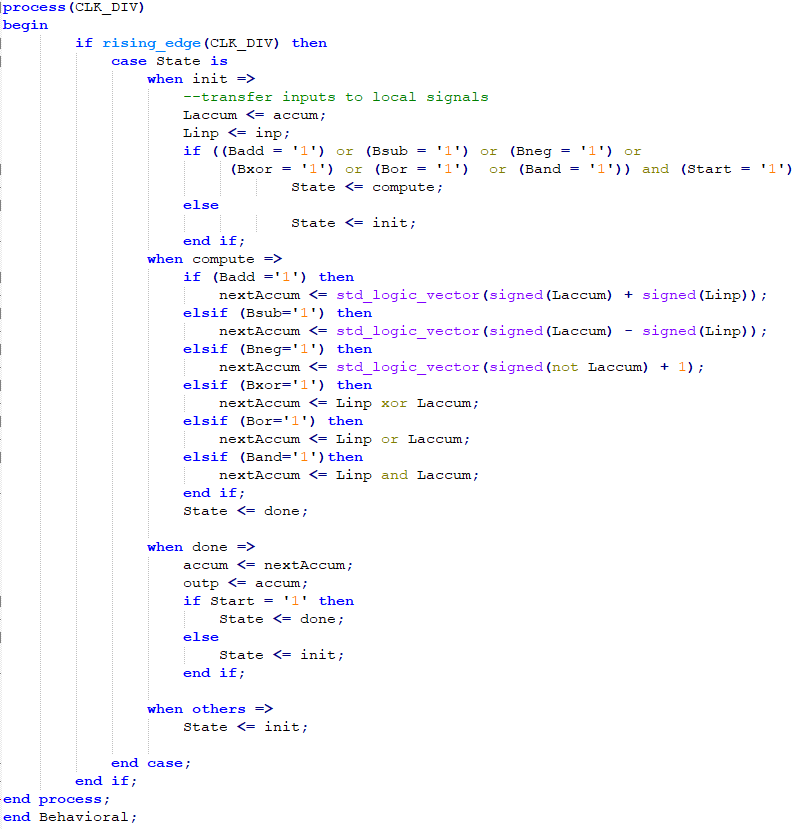 process(CLK_DIV)
begin
if rising_edge(CLK_DIV) then
case State is
when init =>
--transfer inputs to local signals
Laccum <= accum;
Linp <= inp;
if ((Badd = '1') or (Bsub = '1') or (Bneg = '1') or
(Bxor = '1') or (Bor = '1')  or (Band = '1')) and (Start = '1')
State <= compute;
else
State <= init;
end if;
when compute =>
if (Badd ='1') then
nextAccum <= std_logic_vector(signed(Laccum) + signed(Linp));
elsif (Bsub='1') then
nextAccum <= std_logic_vector(signed(Laccum) - signed(Linp));
elsif (Bneg='1') then
nextAccum <= std_logic_vector(signed(not Laccum) + 1);
elsif (Bxor='1') then
nextAccum <= Linp xor Laccum;
elsif (Bor='1') then
nextAccum <= Linp or Laccum;
elsif (Band='1')then
nextAccum <= Linp and Laccum;
end if;
State <= done;
when done =>
accum <= nextAccum;
outp <= accum;
if Start = '1' then
State <= done;
else
State <= init;
end if;
when others =>
State <= init;
end case;
end if;
end process;
end Behavioral;